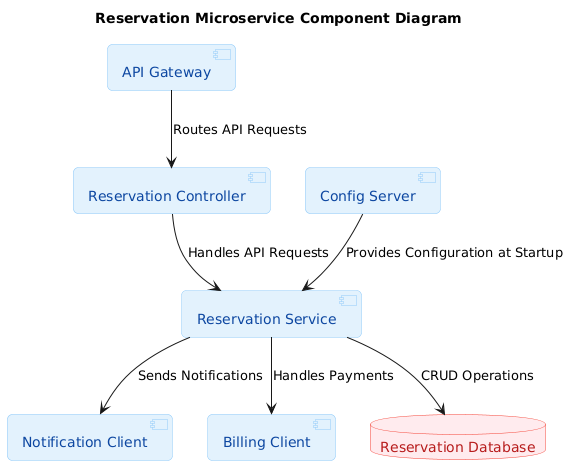 Reservation Microservice Component Diagram
API Gateway
Routes API Requests
Reservation Controller
Config Server
Handles API Requests
Provides Configuration at Startup
Reservation Service
Sends Notifications
Handles Payments
CRUD Operations
Notification Client
Billing Client
Reservation Database